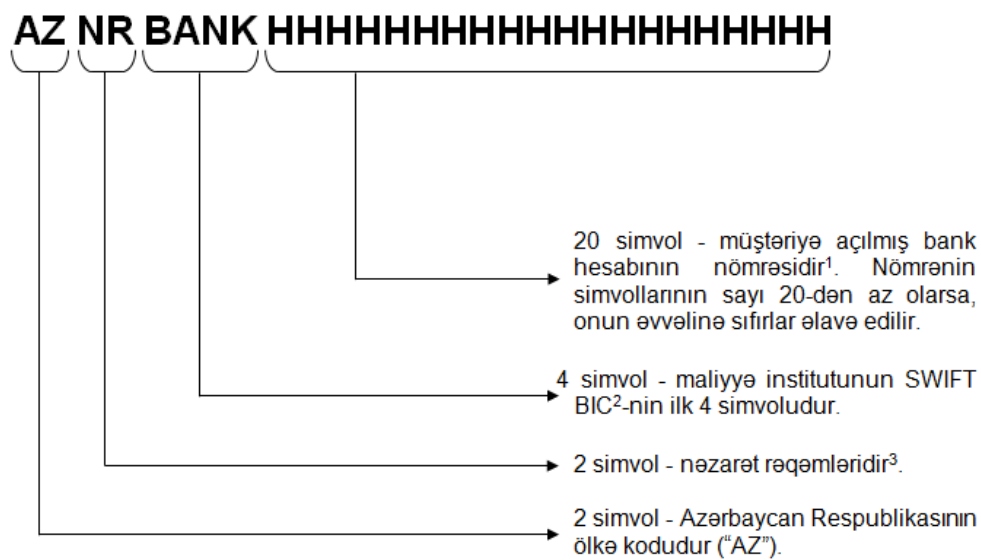 AZ NR BANK HHHHHHHHHHHHHHHHHHHH
20 simvol - müştəriyə açılmış bank
hesabının nömrəsidir¹. Nömrənin
simvollarının sayı 20-dən az olarsa,
onun əvvəlinə sıfırlar əlavə edilir.
4 simvol - maliyyə institutunun SWIFT
BIC²-nin ilk 4 simvoludur.
2 simvol - nəzarət rəqəmləridir³.
2 simvol - Azərbaycan Respublikasının
ölkə kodudur (“AZ”).